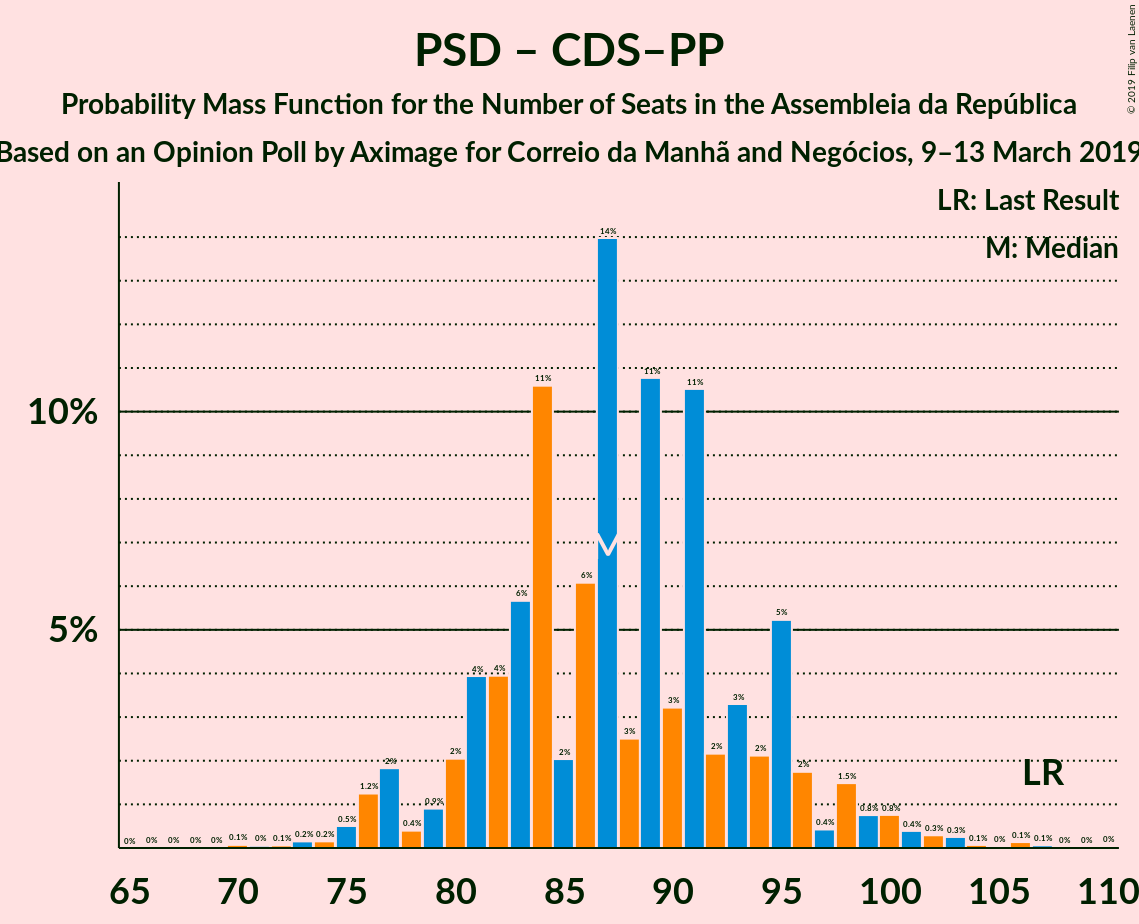 PSD – CDS–PP
Probability Mass Function for the Number of Seats in the Assembleia da República
Based on an Opinion Poll by Aximage for Correio da Manhã and Negócios, 9–13 March 2019
© 2019 Filip van Laenen
LR: Last Result
M: Median
10%
5%
0% 0% 0% 0% 0% 0.1% 0% 0.1% 0.2% 0.2% 0.5% 1.2% 2% 0.4% 0.9% 2% 4% 4% 6% 11% 2% 6% 14% 3% 11% 3% 11% 2% 3% 2% 5% 2% 0.4% 1.5% 0.8% 0.8% 0.4% 0.3% 0.3% 0.1% 0% 0.1% 0.1% 0% 0% 0%
M
LR
65 70 75 80 85 90 95 100 105 110